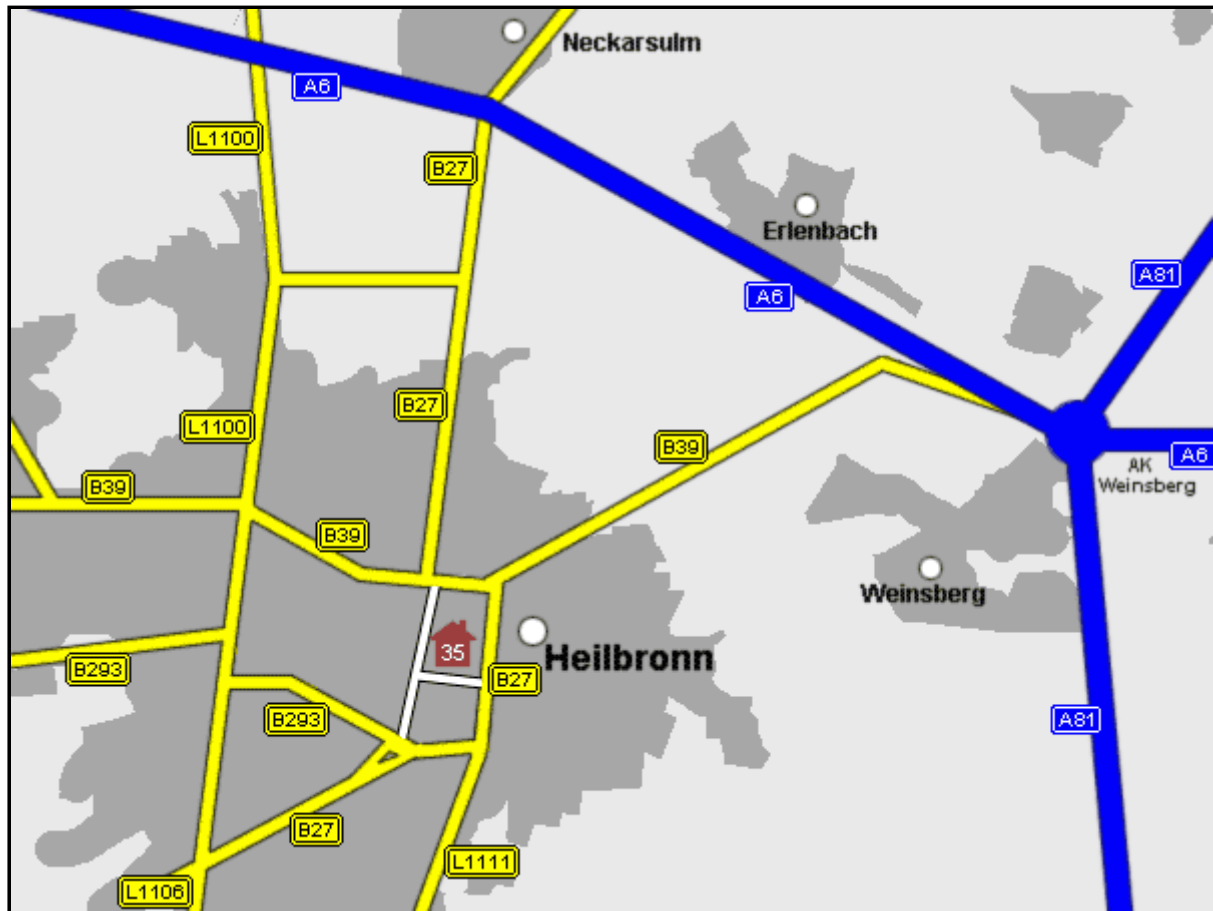 Neckarsulm
A6
L1100
B27
Erlenbach
A81
A6
B27
L1100
B39
A6
AK
Weinsberg
B39
B39
Weinsberg
35
Heilbronn
B293
B27
B293
A81
B27
L1111
L1106